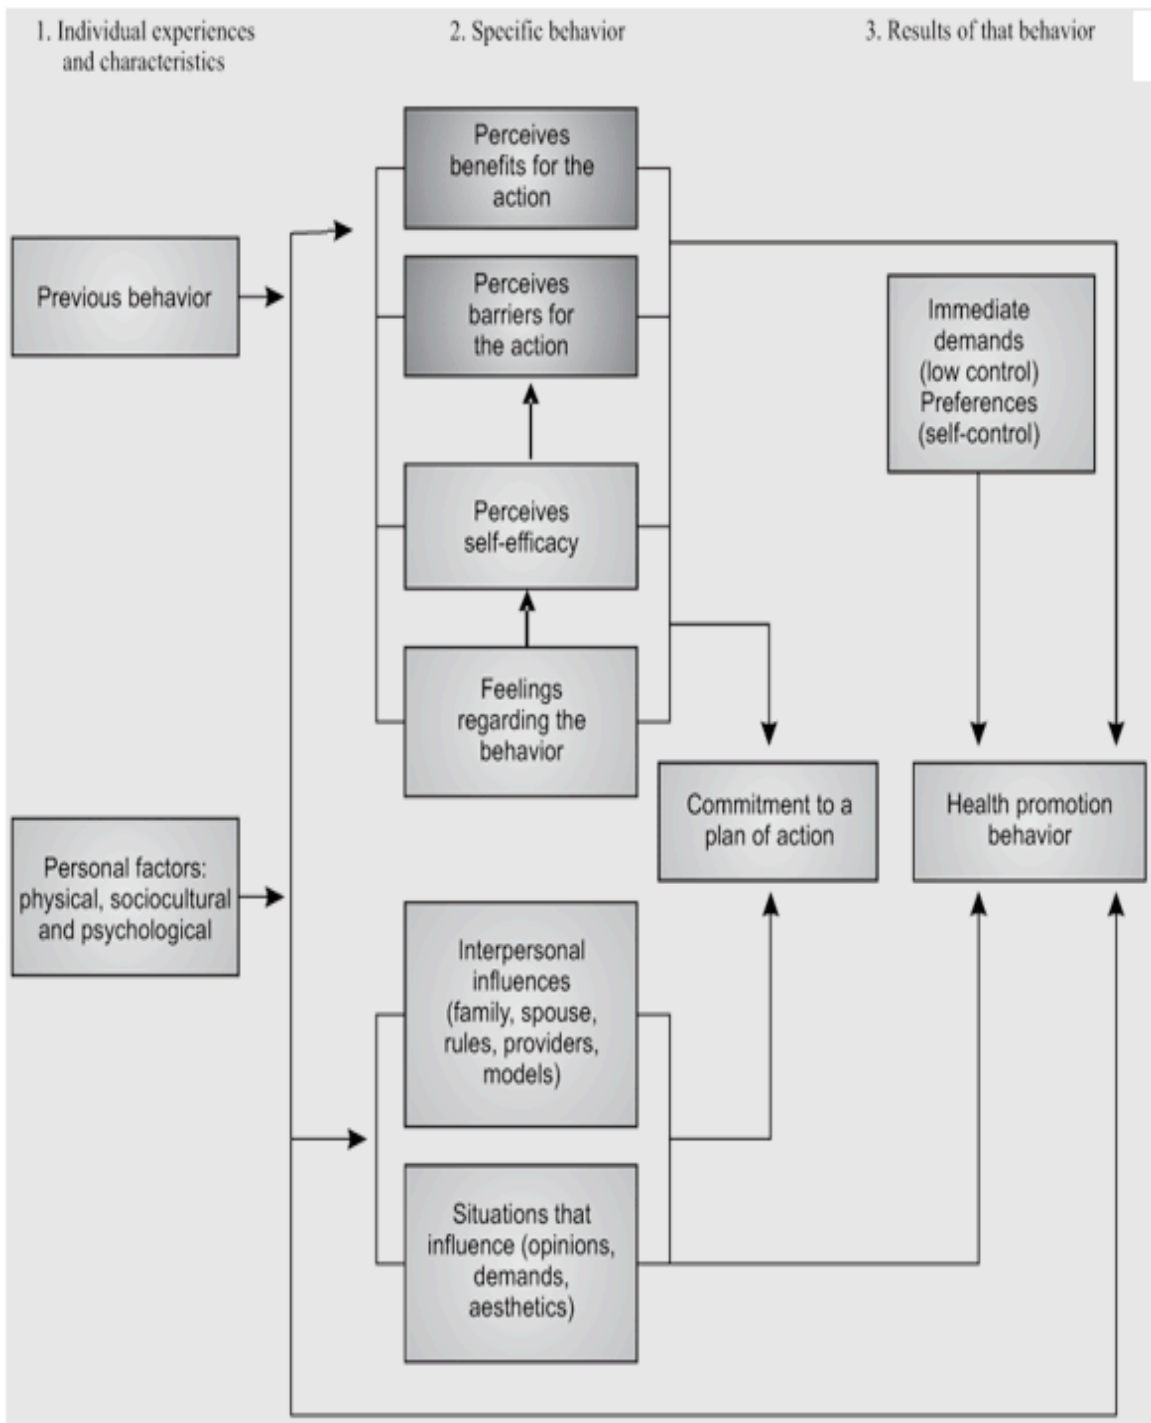 1. Individual experiences
and characteristics
2. Specific behavior
3. Results of that behavior
Perceives
benefits for the
action
Previous behavior
Perceives
barriers for
the action
Immediate
demands
(low control)
Preferences
(self-control)
Perceives
self-efficacy
Feelings
regarding the
behavior
Commitment to a
plan of action
Health promotion
behavior
Personal factors:
physical, sociocultural
and psychological
Interpersonal
influences
(family, spouse,
rules, providers,
models)
Situations that
influence (opinions,
demands,
aesthetics)